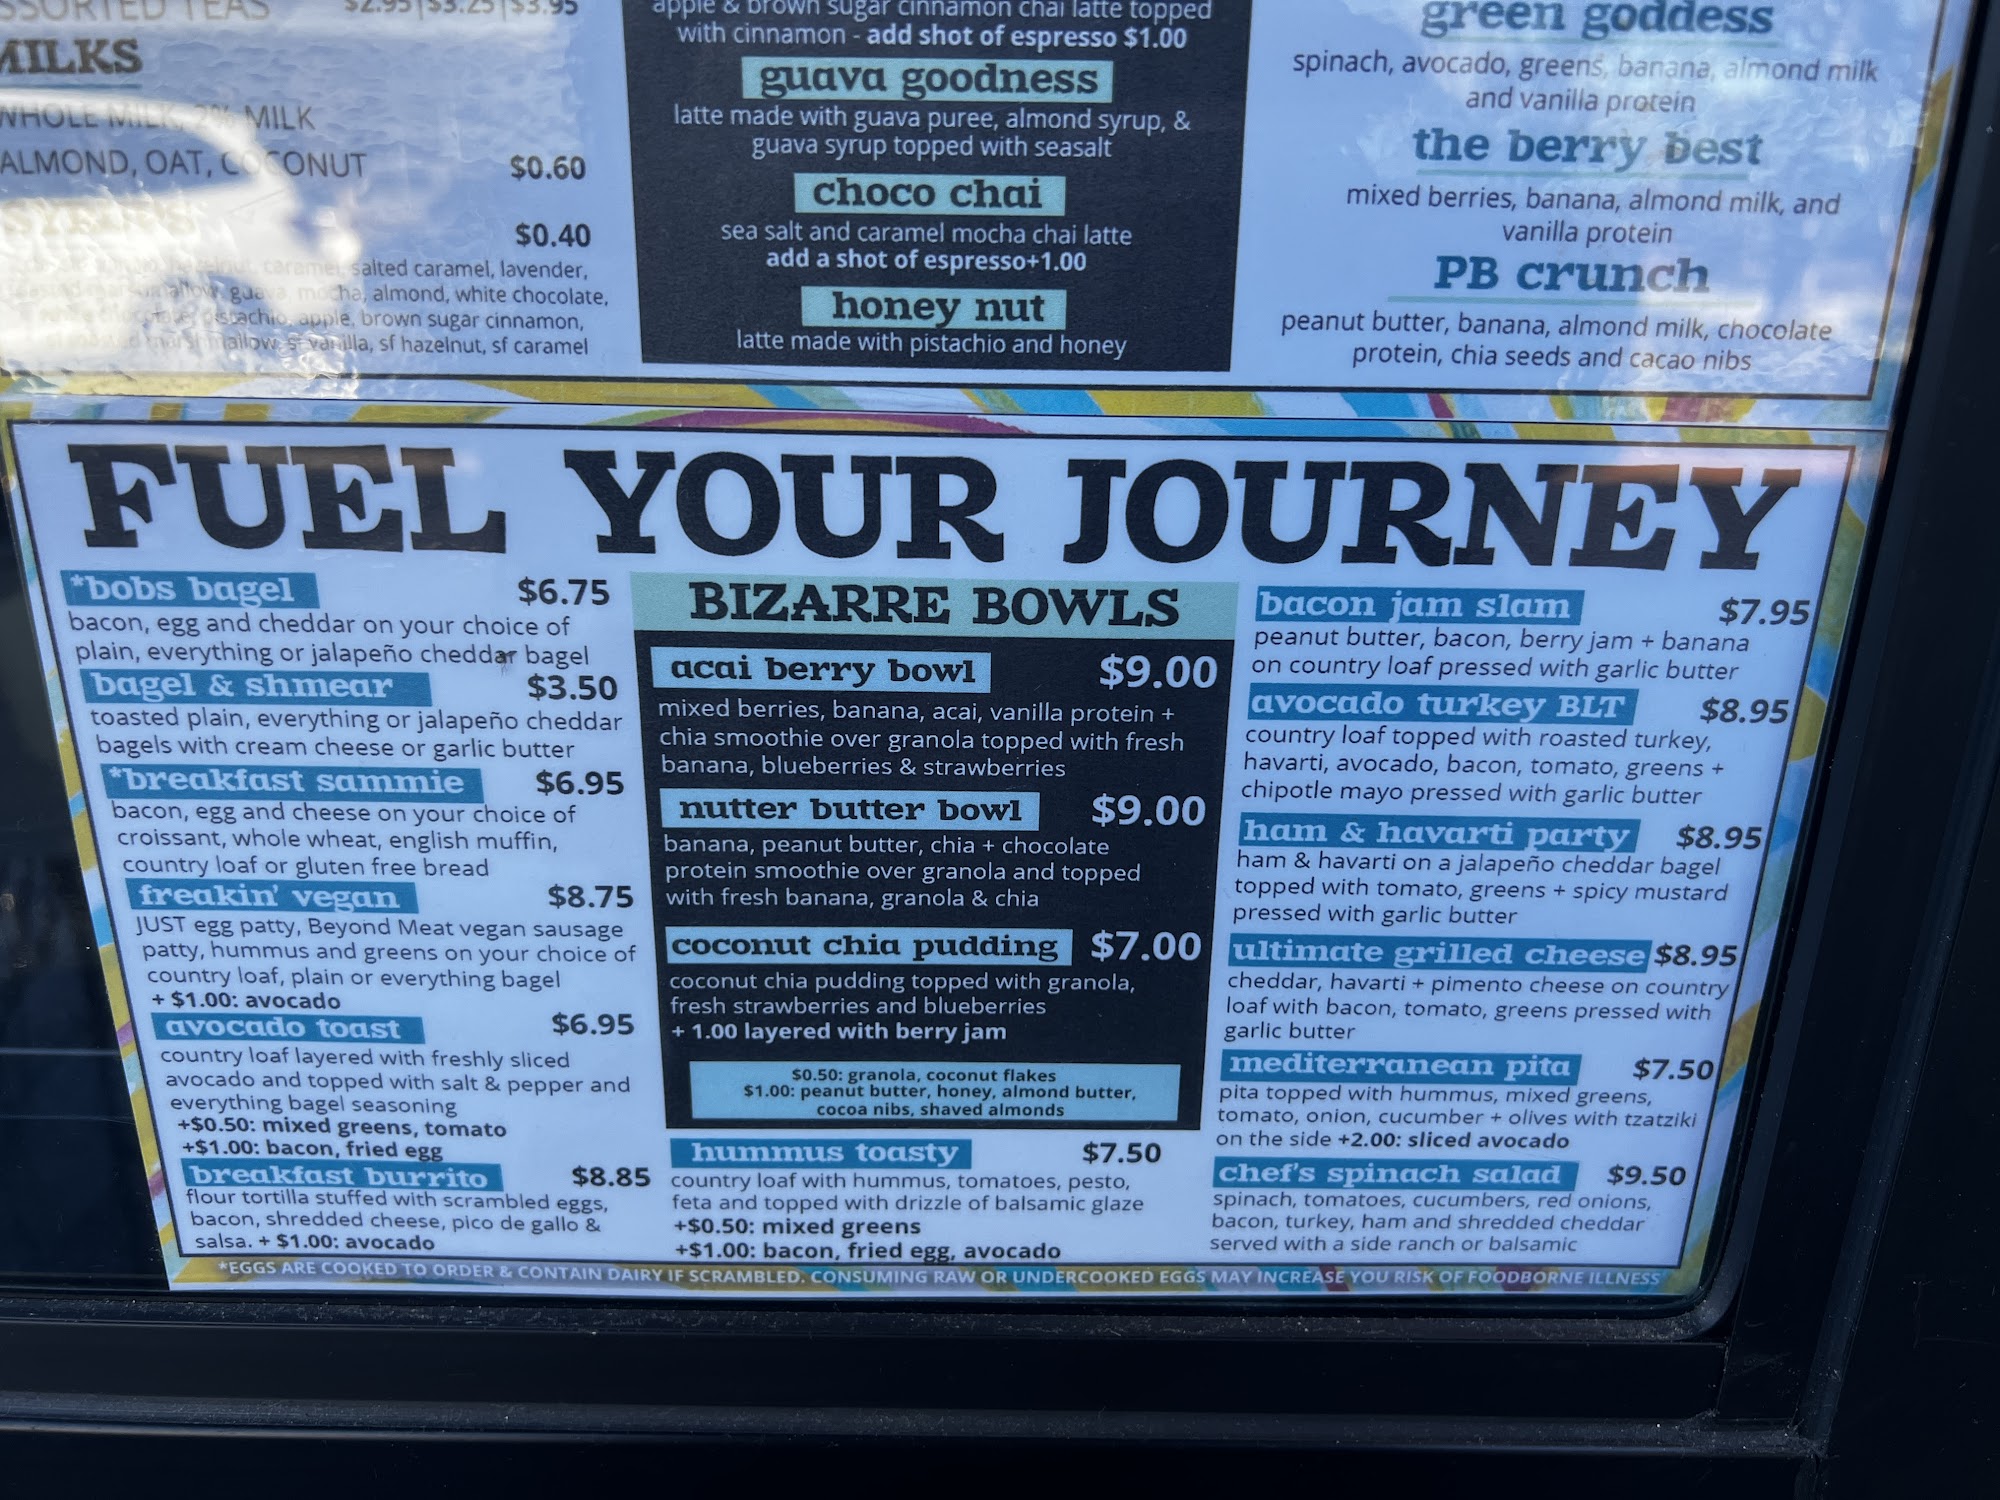 ASSORTED TEAS $2.95|$3.25|$3.95
MILKS
WHOLE MILK, 2% MILK
ALMOND, OAT, COCONUT $0.60
$0.40
caramel, salted caramel, lavender,
guava, mocha, almond, white chocolate,
pistachio, apple, brown sugar cinnamon,
sf vanilla, sf hazelnut, sf caramel
apple & brown sugar cinnamon chai latte topped
with cinnamon - add shot of espresso $1.00
guava goodness
latte made with guava puree, almond syrup, &
guava syrup topped with seasalt
choco chai
sea salt and caramel mocha chai latte
add a shot of espresso+1.00
honey nut
latte made with pistachio and honey
green goddess
spinach, avocado, greens, banana, almond milk
and vanilla protein
the berry best
mixed berries, banana, almond milk, and
vanilla protein
PB crunch
peanut butter, banana, almond milk, chocolate
protein, chia seeds and cacao nibs
FUEL YOUR JOURNEY
*bobs bagel $6.75
bacon, egg and cheddar on your choice of
plain, everything or jalapeño cheddar bagel
bagel & shmear $3.50
toasted plain, everything or jalapeño cheddar
bagels with cream cheese or garlic butter
*breakfast sammie $6.95
bacon, egg and cheese on your choice of
croissant, whole wheat, english muffin,
country loaf or gluten free bread
freakin' vegan $8.75
JUST egg patty, Beyond Meat vegan sausage
patty, hummus and greens on your choice of
country loaf, plain or everything bagel
+ $1.00: avocado
avocado toast $6.95
country loaf layered with freshly sliced
avocado and topped with salt & pepper and
everything bagel seasoning
+$0.50: mixed greens, tomato
+$1.00: bacon, fried egg
breakfast burrito $8.85
flour tortilla stuffed with scrambled eggs,
bacon, shredded cheese, pico de gallo &
salsa. + $1.00: avocado
BIZARRE BOWLS
acai berry bowl $9.00
mixed berries, banana, acai, vanilla protein +
chia smoothie over granola topped with fresh
banana, blueberries & strawberries
nutter butter bowl $9.00
banana, peanut butter, chia + chocolate
protein smoothie over granola and topped
with fresh banana, granola & chia
coconut chia pudding $7.00
coconut chia pudding topped with granola,
fresh strawberries and blueberries
+ 1.00 layered with berry jam
$0.50: granola, coconut flakes
$1.00: peanut butter, honey, almond butter,
cocoa nibs, shaved almonds
hummus toasty $7.50
country loaf with hummus, tomatoes, pesto,
feta and topped with drizzle of balsamic glaze
+$0.50: mixed greens
+$1.00: bacon, fried egg, avocado
bacon jam slam $7.95
peanut butter, bacon, berry jam + banana
on country loaf pressed with garlic butter
avocado turkey BLT $8.95
country loaf topped with roasted turkey,
havarti, avocado, bacon, tomato, greens +
chipotle mayo pressed with garlic butter
ham & havarti party $8.95
ham & havarti on a jalapeño cheddar bagel
topped with tomato, greens + spicy mustard
pressed with garlic butter
ultimate grilled cheese $8.95
cheddar, havarti + pimento cheese on country
loaf with bacon, tomato, greens pressed with
garlic butter
mediterranean pita $7.50
pita topped with hummus, mixed greens,
tomato, onion, cucumber + olives with tzatziki
on the side +2.00: sliced avocado
chef's spinach salad $9.50
spinach, tomatoes, cucumbers, red onions,
bacon, turkey, ham and shredded cheddar
served with a side ranch or balsamic
*EGGS ARE COOKED TO ORDER & CONTAIN DAIRY IF SCRAMBLED. CONSUMING RAW OR UNDERCOOKED EGGS MAY INCREASE YOU RISK OF FOODBORNE ILLNESS